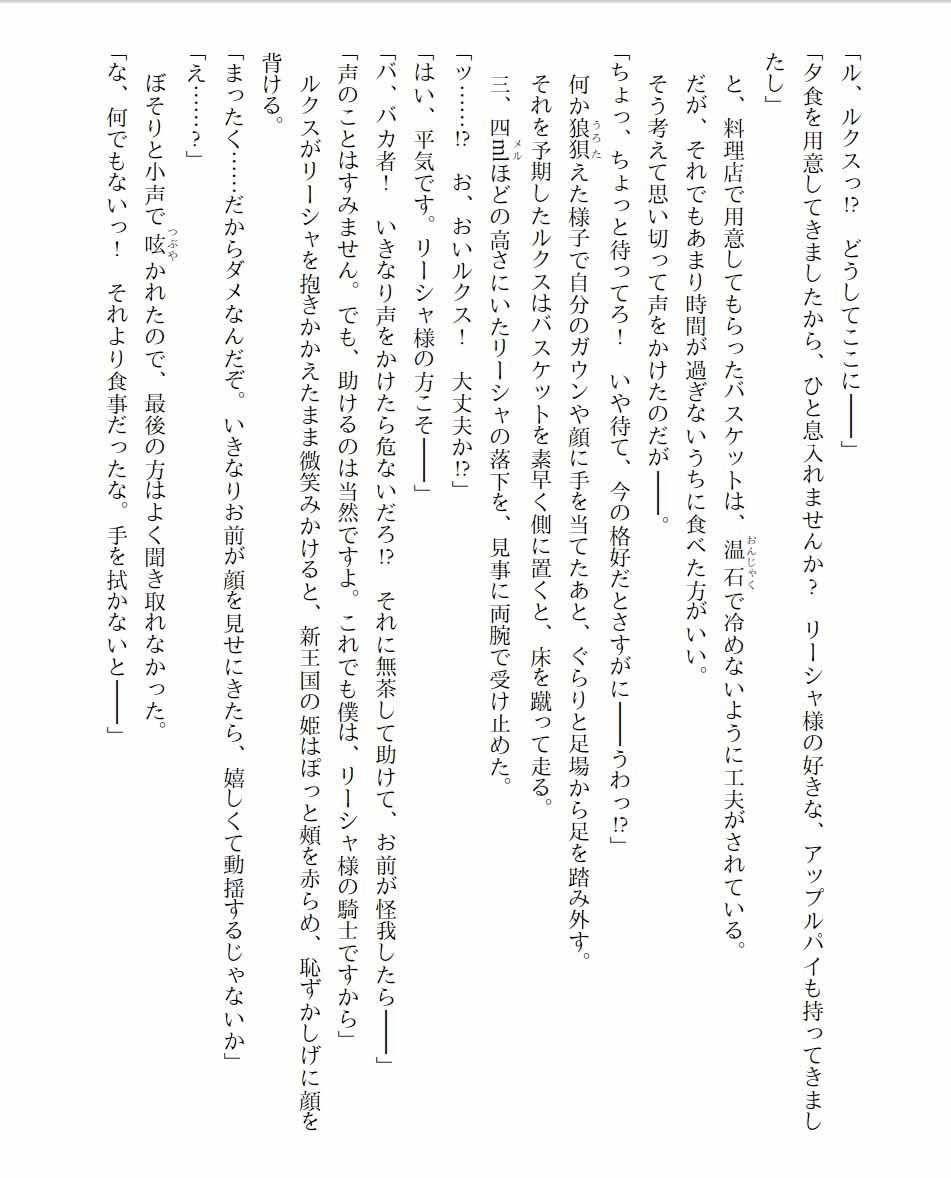 「ル、ルクスっ!?　どうしてここに――」
「夕食を用意してきましたから、ひと息入れませんか?　リーシャ様の好きな、アップルパイも持ってきまし
たし」
　と、料理店で用意してもらったバスケットは、温石で冷めないように工夫がされている。
　だが、それでもあまり時間が過ぎないうちに食べた方がいい。
　そう考えて思い切って声をかけたのだが――。
「ちょっ、ちょっと待ってろ!　いや待て、今の格好だとさすがに――うわっ!?」
　何か狼狽えた様子で自分のガウンや顔に手を当てたあと、ぐらりと足場から足を踏み外す。
　それを予期したルクスはバスケットを素早く側に置くと、床を蹴って走る。
　三、四mlほどの高さにいたリーシャの落下を、見事に両腕で受け止めた。
「ッ……!?　お、おいルクス!　大丈夫か!?」
「はい、平気です。リーシャ様の方こそ――」
「バ、バカ者!　いきなり声をかけたら危ないだろ!?　それに無茶して助けて、お前が怪我したら――」
「声のことはすみません。でも、助けるのは当然ですよ。これでも僕は、リーシャ様の騎士ですから」
　ルクスがリーシャを抱きかかえたまま微笑みかけると、新王国の姫はぽっと頰を赤らめ、恥ずかしげに顔を
背ける。
「まったく……だからダメなんだぞ。いきなりお前が顔を見せにきたら、嬉しくて動揺するじゃないか」
「え……?」
　ぼそりと小声で呟かれたので、最後の方はよく聞き取れなかった。
「な、何でもないっ!　それより食事だったな。手を拭かないと――」